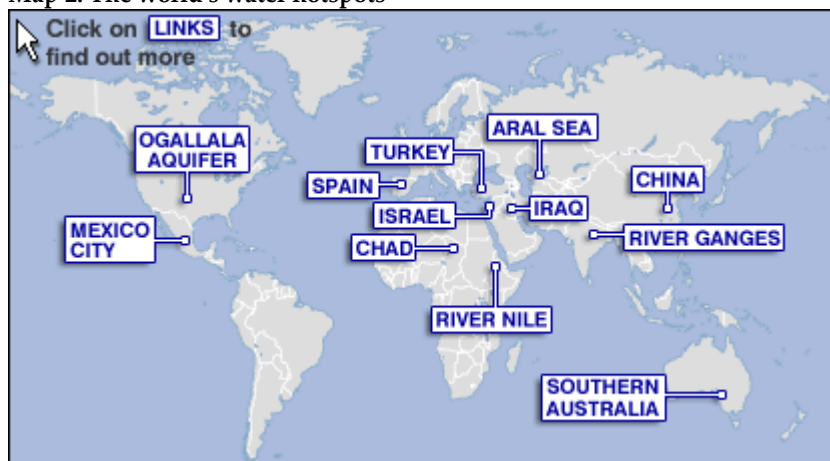 Map 2. The world's water hotspots
Click on LINKS to
find out more
OGALLALA
AQUIFER
MEXICO
CITY
SPAIN
TURKEY
ARAL SEA
CHINA
ISRAEL
IRAQ
CHAD
RIVER GANGES
RIVER NILE
SOUTHERN
AUSTRALIA